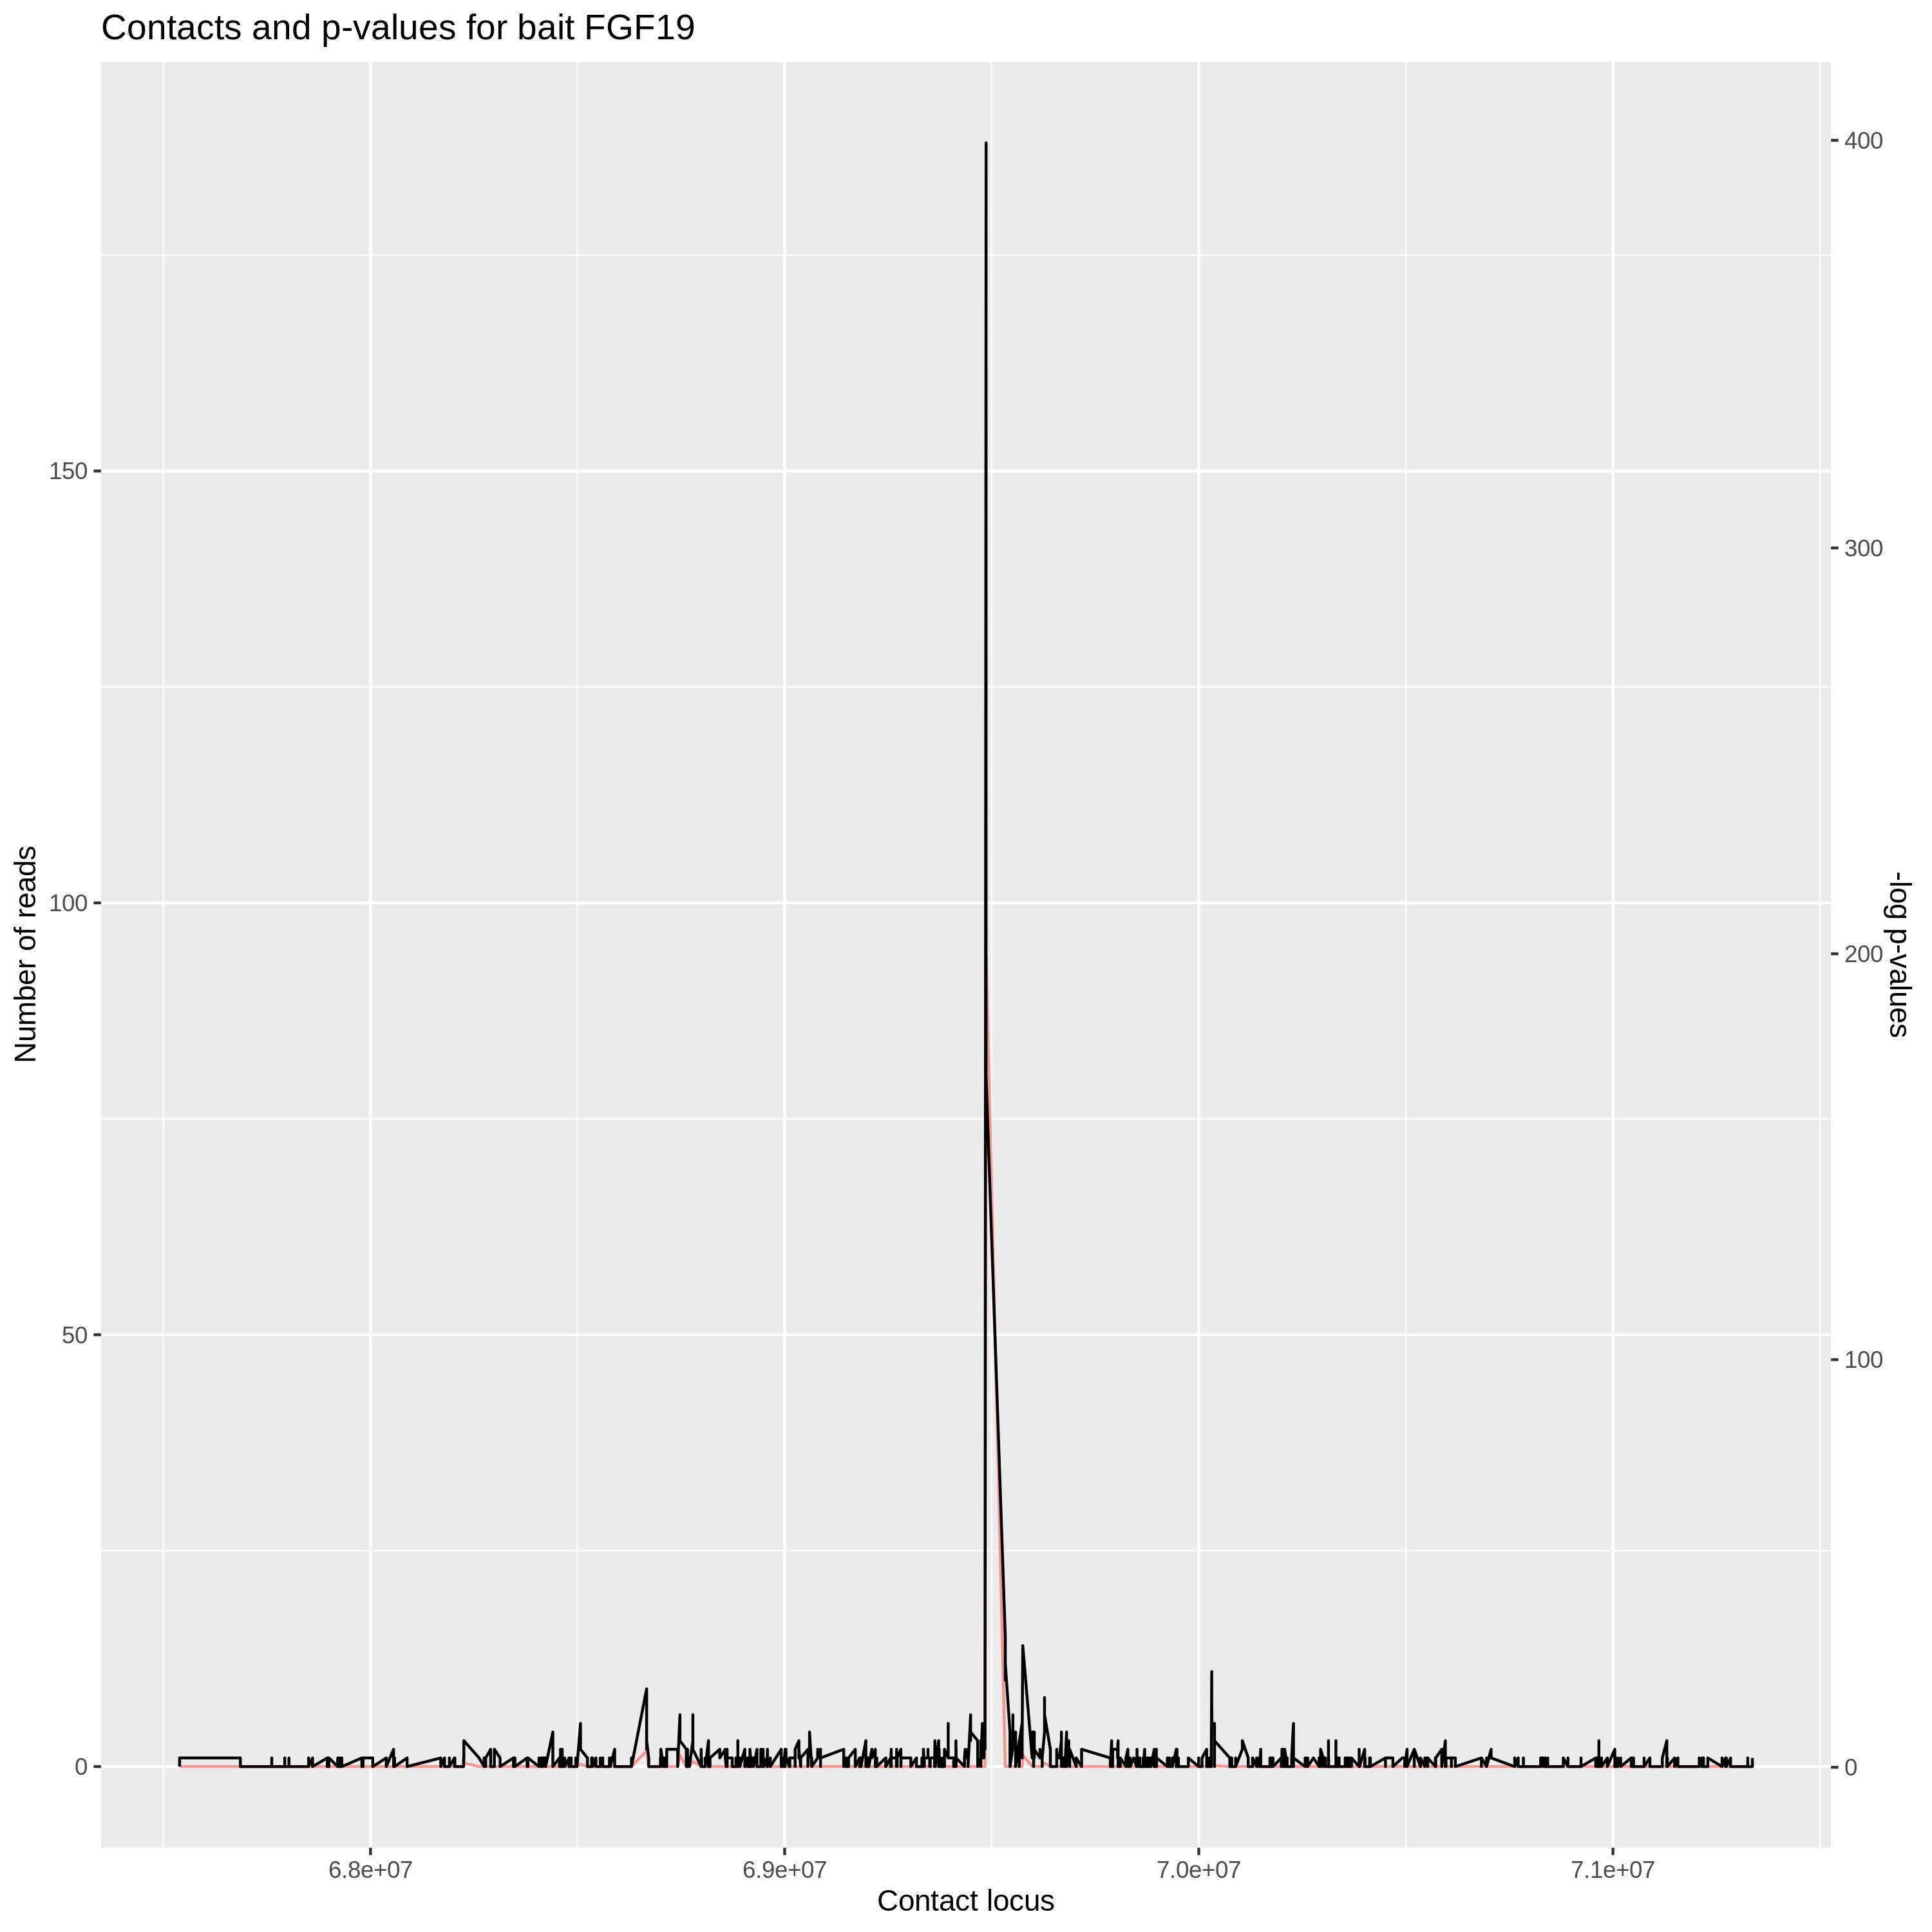 Contacts and p-values for bait FGF19
Number of reads
150
100
50
0
400
300
200
100
0
-log p-values
6.8e+07
6.9e+07
7.0e+07
7.1e+07
Contact locus